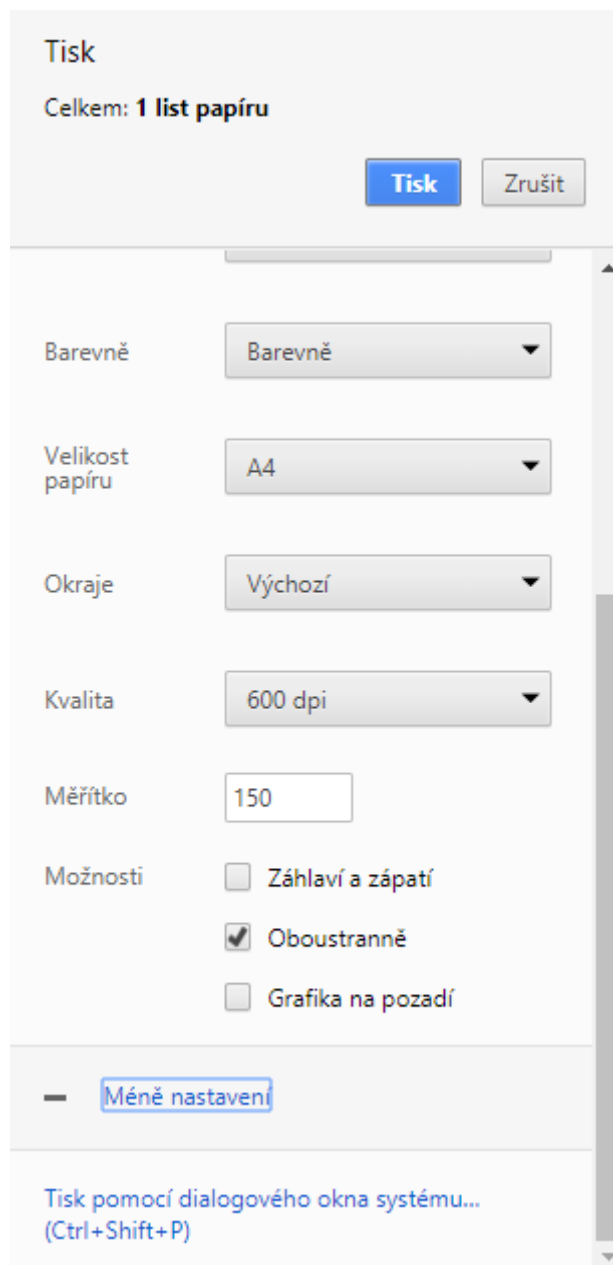 Tisk
Celkem: 1 list papíru
Tisk
Zrušit
Barevně
Barevně
Velikost
papíru
A4
Okraje
Výchozí
Kvalita
600 dpi
Měřítko
150
Možnosti
Záhlaví a zápatí
Oboustranně
Grafika na pozadí
Méně nastavení
Tisk pomocí dialogového okna systému...
(Ctrl+Shift+P)